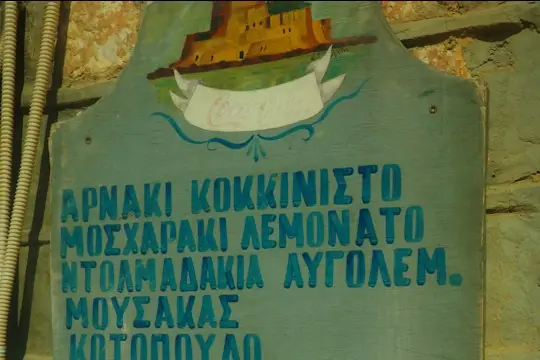 ΑΡΝΑΚΙ ΚΟΚΚΙΝΙΣΤΟ
ΜΟΣΧΑΡΑΚΙ ΛΕΜΟΝΑΤΟ
ΝΤΟΛΜΑΔΑΚΙΑ ΑΥΓΟΛΕΜ.
ΜΟΥΣΑΚΑΣ
ΚΟΤΟΠΟΥΛΟ